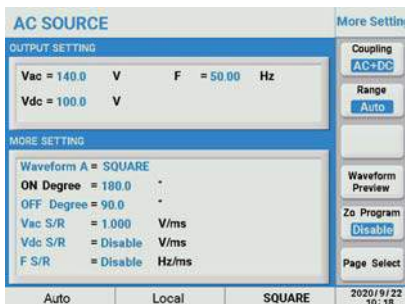 AC SOURCE
More Settin
OUTPUT SETTING
Vac = 140.0 V F = 50.00 Hz
Vdc = 100.0 V
MORE SETTING
Waveform A = SQUARE
ON Degree = 180.0 °
OFF Degree = 90.0 °
Vac S/R = 1.000 V/ms
Vdc S/R = Disable V/ms
F S/R = Disable Hz/ms
Coupling
AC+DC
Range
Auto
Waveform
Preview
Zo Program
Disable
Page Select
Auto Local SQUARE
2020/9/22
10:18